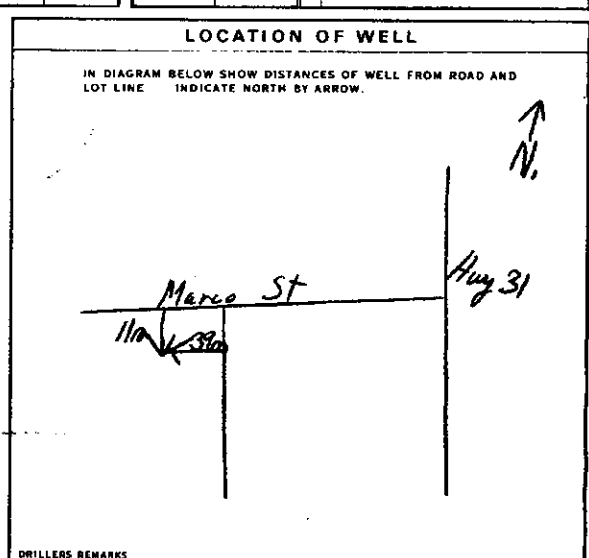 LOCATION OF WELL
IN DIAGRAM BELOW SHOW DISTANCES OF WELL FROM ROAD AND
LOT LINE INDICATE NORTH BY ARROW.
N.
Hwy 31
Marco St
11m
39m
DRILLERS REMARKS